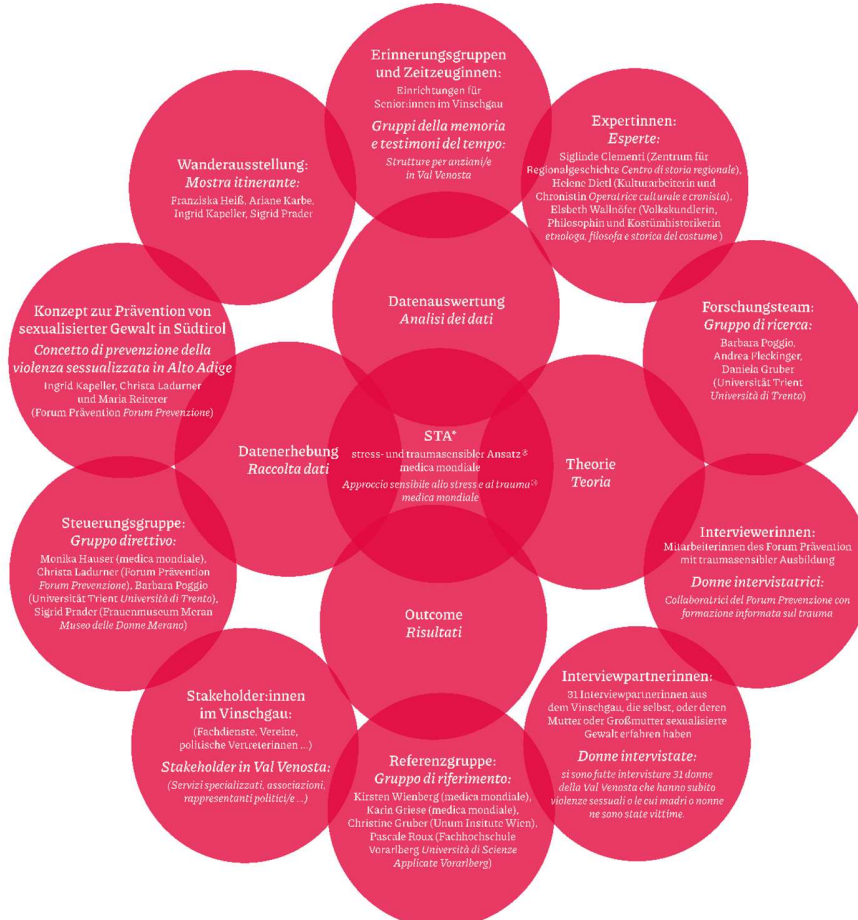 Erinnerungsgruppen
und Zeitzeuginnen:
Einrichtungen für
Senior:innen im Vinschgau
Gruppi della memoria
e testimoni del tempo:
Strutture per anziani/e
in Val Venosta
Expertinnen:
Esperte:
Siglinde Clementi (Zentrum für
Regionalgeschichte Centro di storia regionale),
Helene Dietl (Kulturarbeiterin und
Chronistin Operatrice culturale e cronista),
Elsbeth Wallnöfer (Volkskundlerin,
Philosophin und Kostümhistorikerin
etnologa, filosofa e storica del costume )
Wanderausstellung:
Mostra itinerante:
Franziska Heiß, Ariane Karbe,
Ingrid Kapeller, Sigrid Prader
Datenauswertung
Analisi dei dati
Forschungsteam:
Gruppo di ricerca:
Barbara Poggio,
Andrea Fleckinger,
Daniela Gruber
(Universität Trient
Università di Trento)
Konzept zur Prävention von
sexualisierter Gewalt in Südtirol
Concetto di prevenzione della
violenza sessualizzata in Alto Adige
Ingrid Kapeller, Christa Ladurner
und Maria Reiterer
(Forum Prävention Forum Prevenzione)
Datenerhebung
Raccolta dati
STA*
stress- und traumasensibler Ansatz®
medica mondiale
Approccio sensibile allo stress e al trauma®
medica mondiale
Theorie
Teoria
Steuerungsgruppe:
Gruppo direttivo:
Monika Hauser (medica mondiale),
Christa Ladurner (Forum Prävention
Forum Prevenzione), Barbara Poggio
(Universität Trient Università di Trento),
Sigrid Prader (Frauenmuseum Meran
Museo delle Donne Merano)
Interviewerinnen:
Mitarbeiterinnen des Forum Prävention
mit traumasensibler Ausbildung
Donne intervistatrici:
Collaboratrici del Forum Prevenzione con
formazione informata sul trauma
Outcome
Risultati
Stakeholder:innen
im Vinschgau:
(Fachdienste, Vereine,
politische Vertreterinnen ...)
Stakeholder in Val Venosta:
(Servizi specializzati, associazioni,
rappresentanti politici/e ...)
Interviewpartnerinnen:
31 Interviewpartnerinnen aus
dem Vinschgau, die selbst, oder deren
Mutter oder Großmutter sexualisierte
Gewalt erfahren haben
Donne intervistate:
si sono fatte intervisture 31 donne
della Val Venosta che hanno subito
violenze sessuali o le cui madri o nonne
ne sono state vittime.
Referenzgruppe:
Gruppo di riferimento:
Kirsten Wienberg (medica mondiale),
Karin Griese (medica mondiale),
Christine Gruber (Unum Insitute Wien),
Pascale Roux (Fachhochschule
Vorarlberg Università di Scienze
Applicate Vorarlberg)